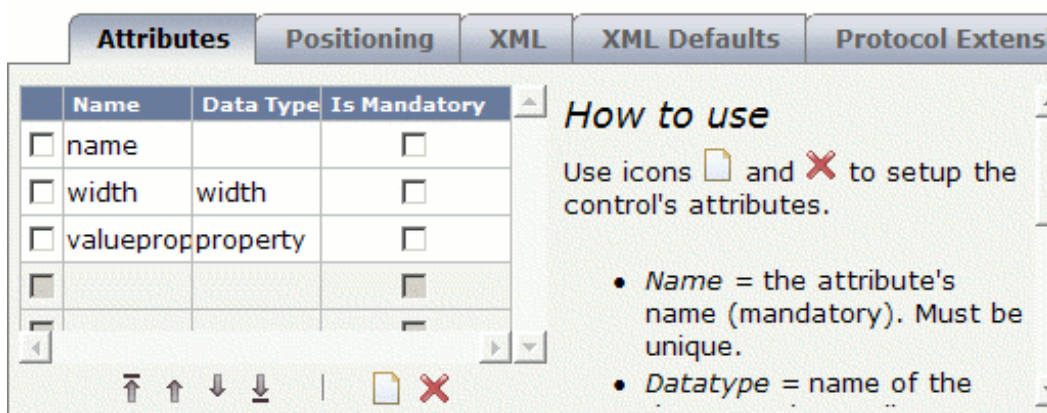 Attributes Positioning XML XML Defaults Protocol Extens
Name Data Type Is Mandatory
name
width width
valueprop property
How to use
Use icons and to setup the
control's attributes.
• Name = the attribute's
name (mandatory). Must be
unique.
• Datatype = name of the